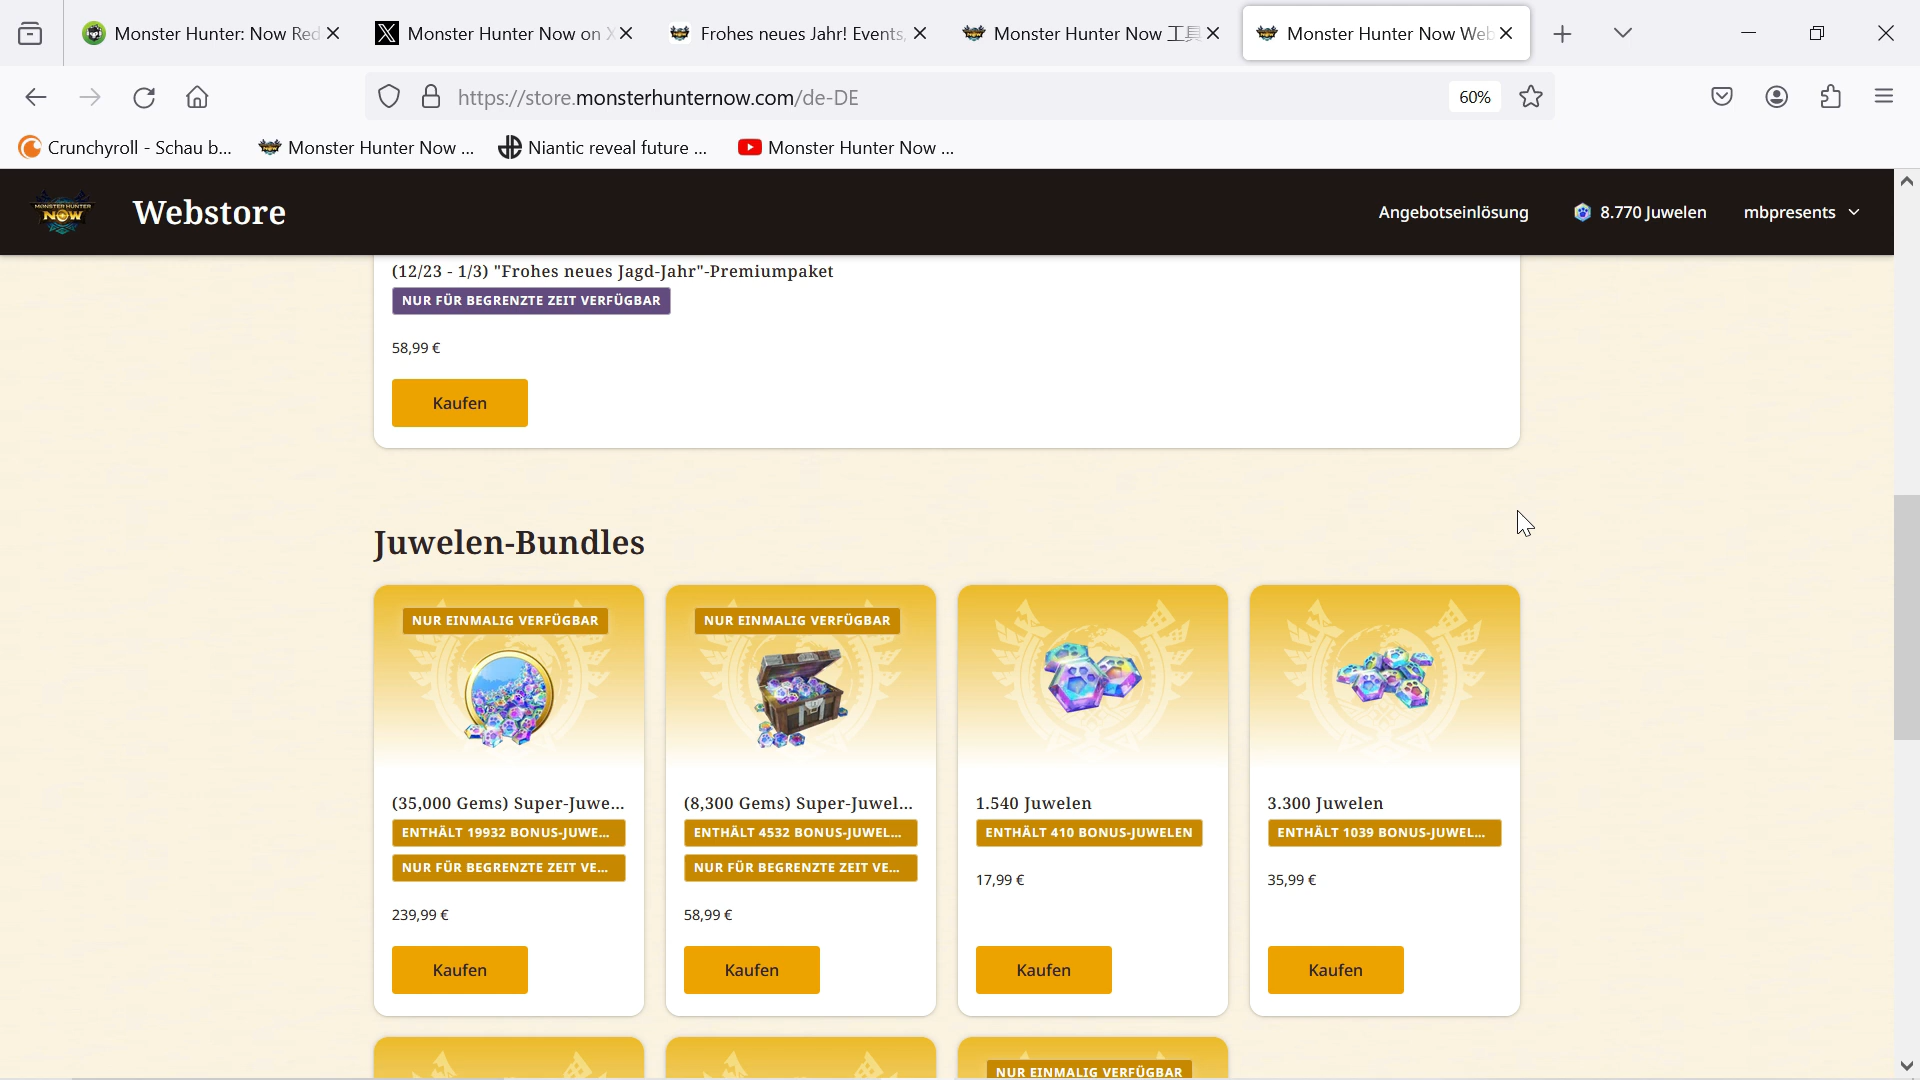 Monster Hunter: Now Red
Monster Hunter Now on X
Frohes neues Jahr! Events,
Monster Hunter Now 工具
Monster Hunter Now Web
https://store.monsterhunternow.com/de-DE
60%
Crunchyroll - Schau b...
Monster Hunter Now ...
Niantic reveal future ...
Monster Hunter Now ...
MONSTER HUNTER
NOW
Webstore
Angebotseinlösung
8.770 Juwelen
mbpresents
(12/23 - 1/3) "Frohes neues Jagd-Jahr"-Premiumpaket
NUR FÜR BEGRENZTE ZEIT VERFÜGBAR
58,99 €
Kaufen
Juwelen-Bundles
NUR EINMALIG VERFÜGBAR
(35,000 Gems) Super-Juwe...
ENTHÄLT 19932 BONUS-JUWE...
NUR FÜR BEGRENZTE ZEIT VE...
239,99 €
Kaufen
NUR EINMALIG VERFÜGBAR
(8,300 Gems) Super-Juwel...
ENTHÄLT 4532 BONUS-JUWEL...
NUR FÜR BEGRENZTE ZEIT VE...
58,99 €
Kaufen
1.540 Juwelen
ENTHÄLT 410 BONUS-JUWELEN
17,99 €
Kaufen
3.300 Juwelen
ENTHÄLT 1039 BONUS-JUWEL...
35,99 €
Kaufen
NUR EINMALIG VERFÜGBAR